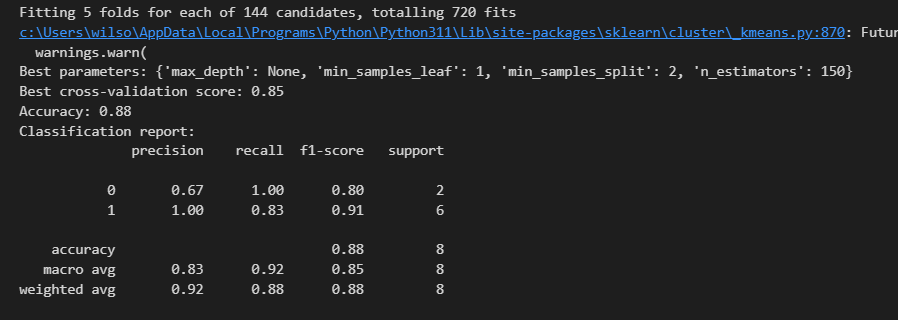 Fitting 5 folds for each of 144 candidates, totalling 720 fits
c:\Users\wilso\AppData\Local\Programs\Python\Python311\Lib\site-packages\sklearn\cluster\_kmeans.py:870: Futur
warnings.warn(
Best parameters: {'max_depth': None, 'min_samples_leaf': 1, 'min_samples_split': 2, 'n_estimators': 150}
Best cross-validation score: 0.85
Accuracy: 0.88
Classification report:
precision recall f1-score support
0 0.67 1.00 0.80 2
1 1.00 0.83 0.91 6
accuracy 0.88 8
macro avg 0.83 0.92 0.85 8
weighted avg 0.92 0.88 0.88 8